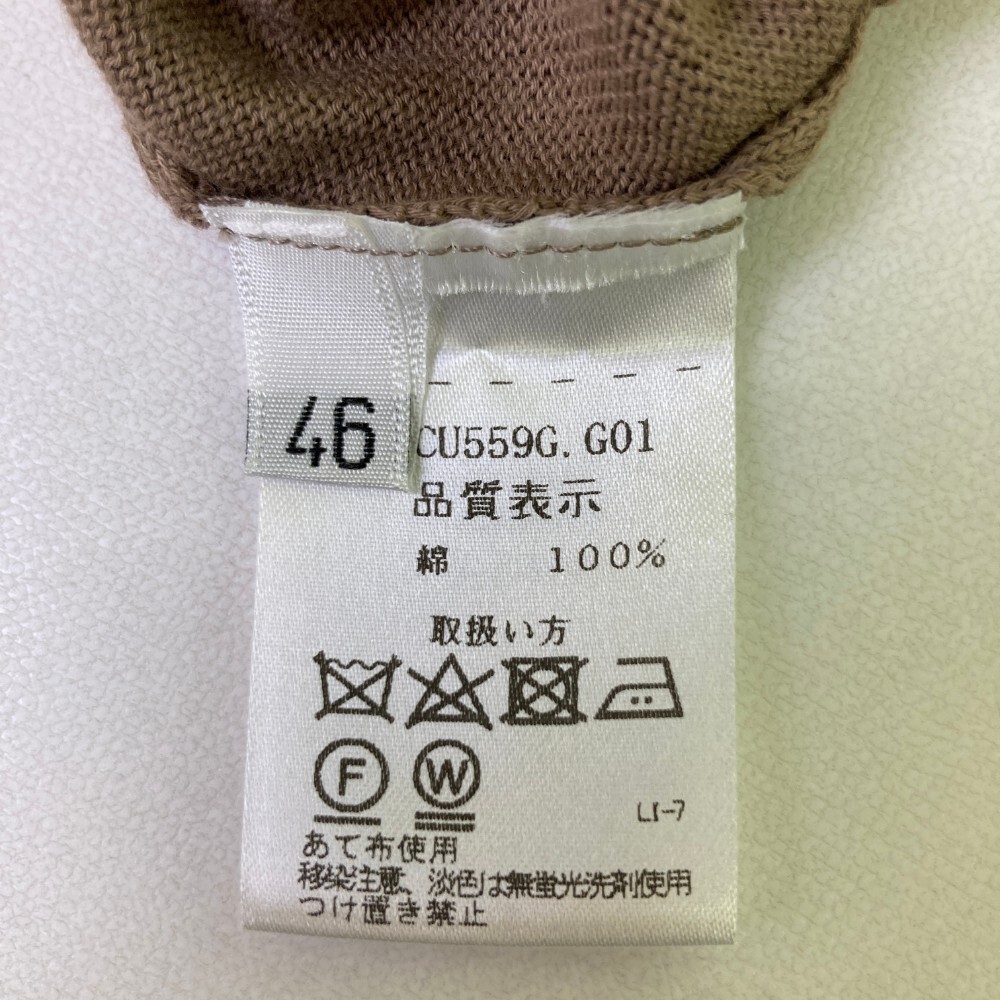 46
CU559G.G01
品質表示
綿 100%
取扱い方
F W
LI-7
あて布使用
移染注意、淡色は無蛍光洗剤使用
つけ置き禁止